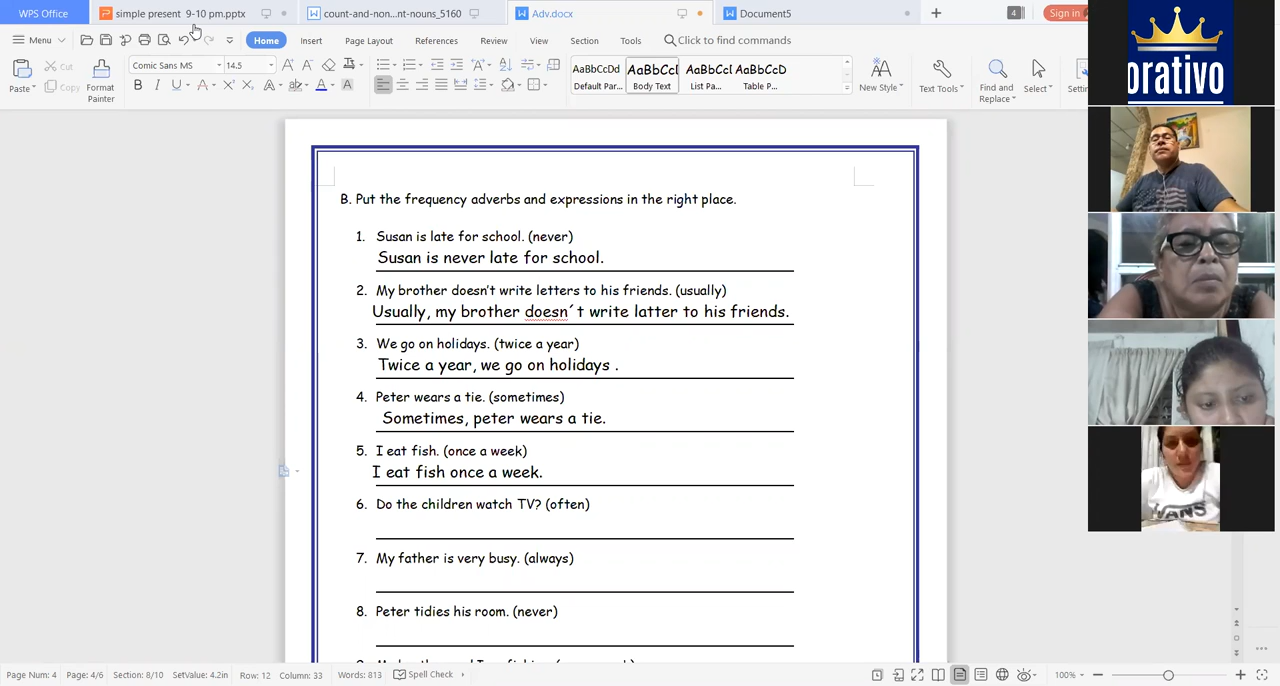 WPS Office
simple present 9-10 pm.pptx
count-and-non...nt-nouns_5160
Adv.docx
Document5
4
Sign in
Menu
Home
Insert
Page Layout
References
Review
View
Section
Tools
Click to find commands
Paste
Cut
Copy
Format Painter
Comic Sans MS
14.5
AaBbCcDd
Default Par...
AaBbCcI
Body Text
AaBbCcI
List Pa...
AaBbCcD
Table P...
New Style
Text Tools
Find and Replace
Select
orativo
B. Put the frequency adverbs and expressions in the right place.
1. Susan is late for school. (never)
Susan is never late for school.
2. My brother doesn't write letters to his friends. (usually)
Usually, my brother doesn´t write latter to his friends.
3. We go on holidays. (twice a year)
Twice a year, we go on holidays .
4. Peter wears a tie. (sometimes)
Sometimes, peter wears a tie.
5. I eat fish. (once a week)
I eat fish once a week.
6. Do the children watch TV? (often)
7. My father is very busy. (always)
8. Peter tidies his room. (never)
VANS
Page Num: 4
Page: 4/6
Section: 8/10
SetValue: 4.2in
Row: 12
Column: 33
Words: 813
Spell Check
100%